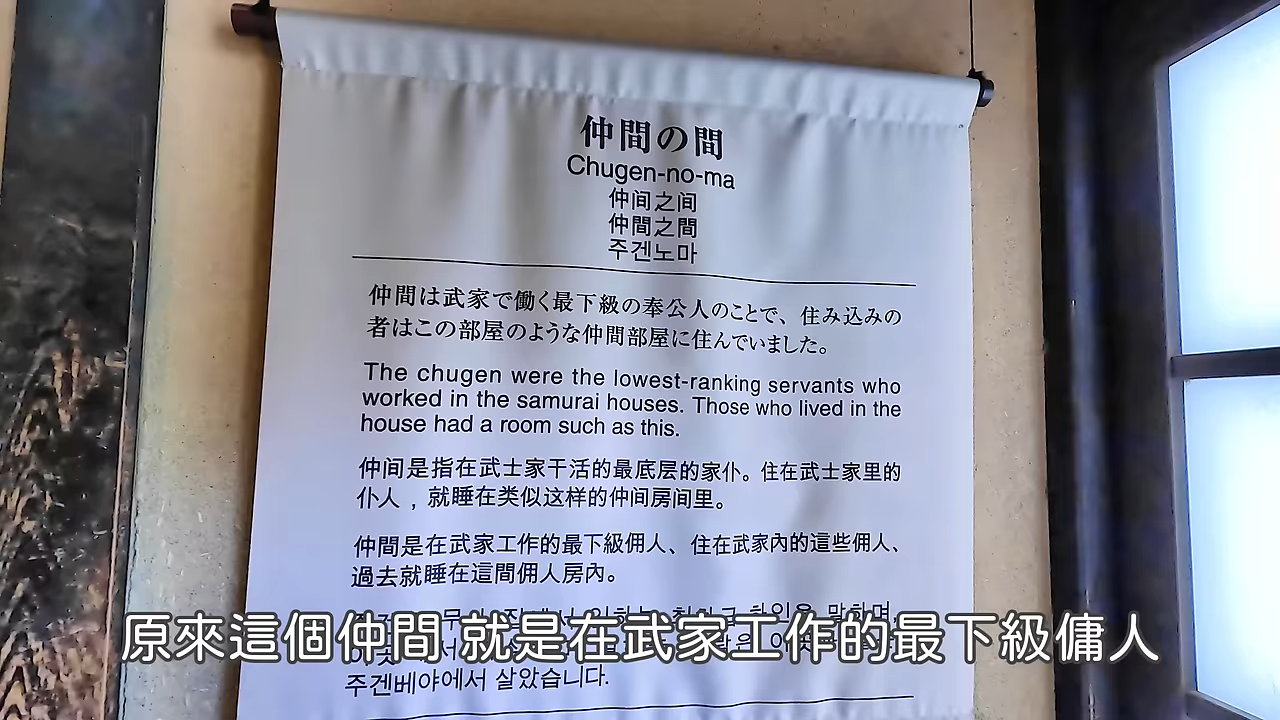 仲間の間
Chugen-no-ma
仲间之间
仲間之間
주겐노마
仲間は武家で働く最下級の奉公人のことで、住み込みの
者はこの部屋のような仲間部屋に住んでいました。
The chugen were the lowest-ranking servants who
worked in the samurai houses. Those who lived in the
house had a room such as this.
仲间是指在武士家干活的最底层的家仆。住在武士家里的
仆人，就睡在类似这样的仲间房间里。
仲間是在武家工作的最下級佣人、住在武家內的這些佣人、
過去就睡在這間佣人房內。
原來這個仲間 就是在武家工作的最下級傭人
주겐베야에서 살았습니다.